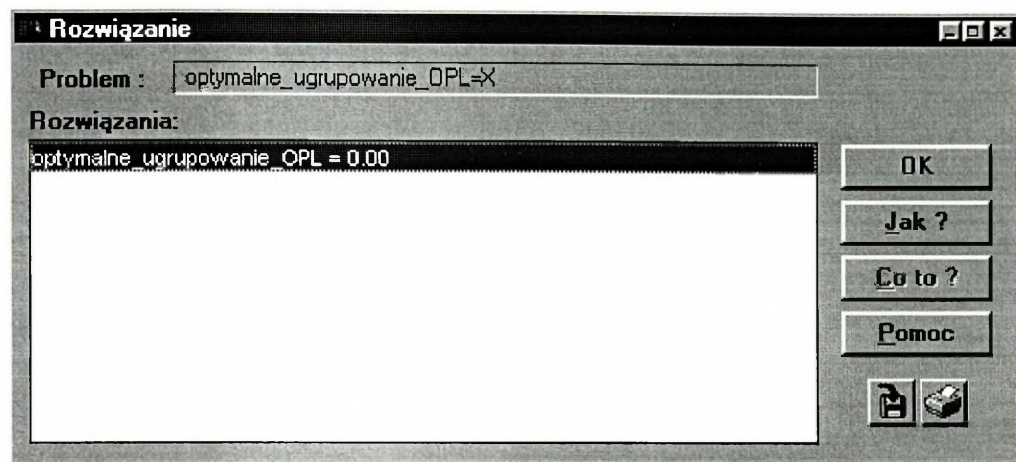 Rozwiązanie
Problem : optymalne_ugrupowanie_OPL=X
Rozwiązania:
optymalne_ugrupowanie_OPL = 0.00
OK
Jak ?
Co to ?
Pomoc